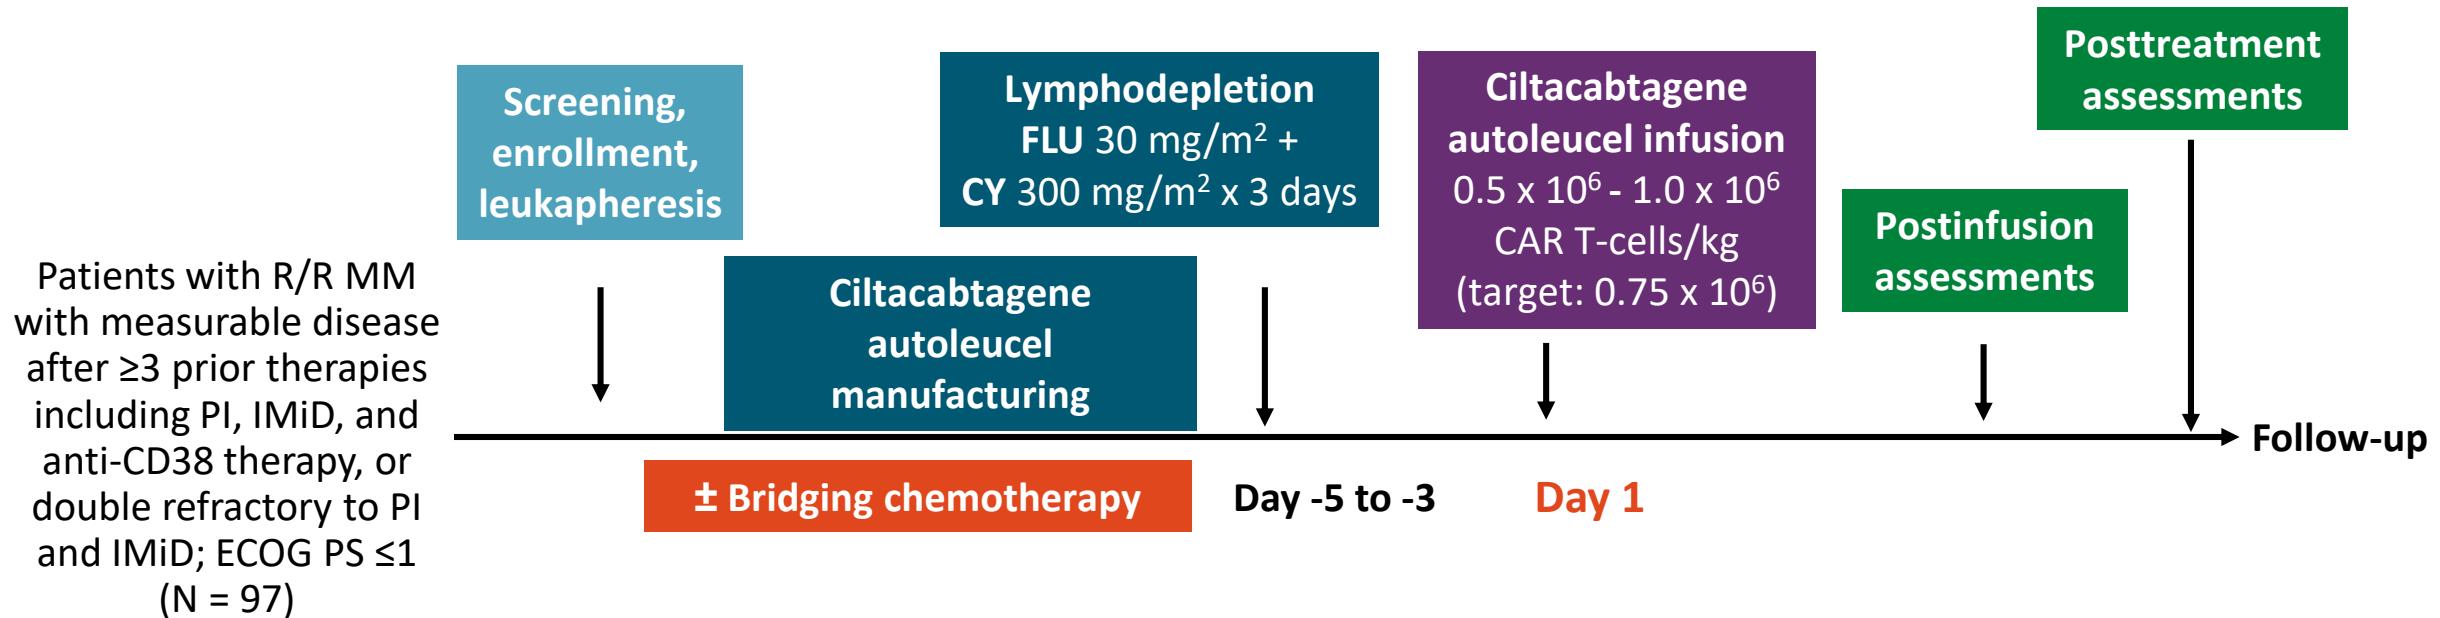 Patients with R/R MM
with measurable disease
after ≥3 prior therapies
including PI, IMiD, and
anti-CD38 therapy, or
double refractory to PI
and IMiD; ECOG PS ≤1
(N = 97)
Screening,
enrollment,
leukapheresis
Ciltacabtagene
autoleucel
manufacturing
± Bridging chemotherapy
Lymphodepletion
FLU 30 mg/m² +
CY 300 mg/m² x 3 days
Day -5 to -3
Ciltacabtagene
autoleucel infusion
0.5 x 10⁶ - 1.0 x 10⁶
CAR T-cells/kg
(target: 0.75 x 10⁶)
Day 1
Postinfusion
assessments
Posttreatment
assessments
Follow-up